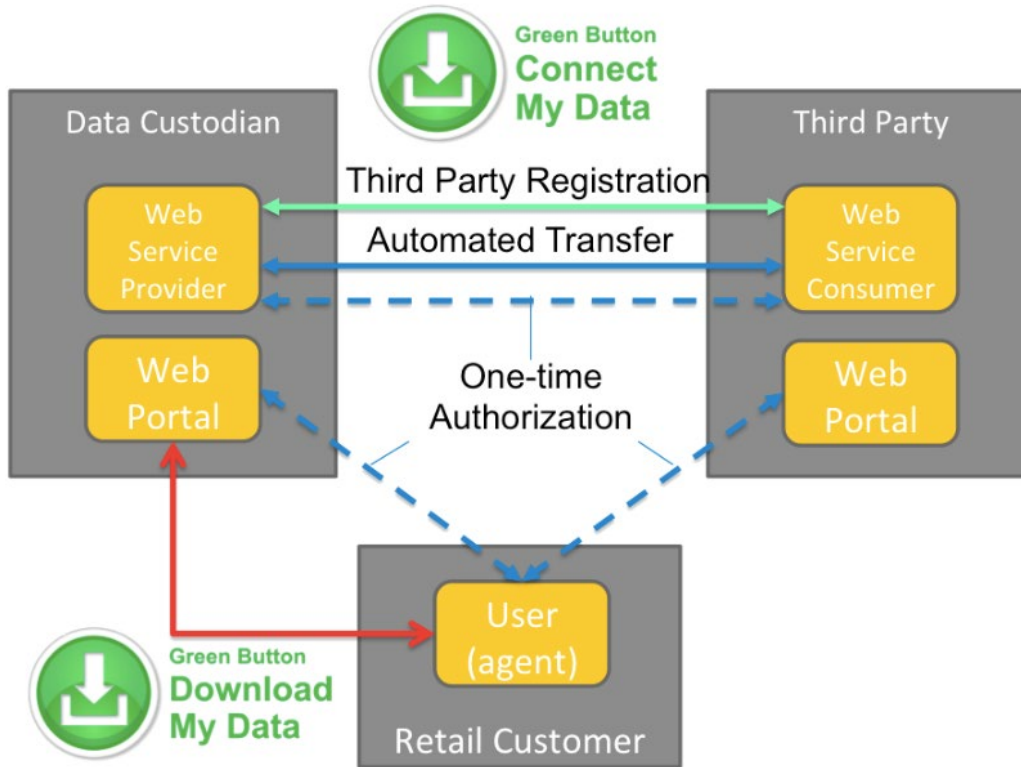 Green Button
Connect
My Data
Data Custodian
Third Party
Third Party Registration
Web
Service
Provider
Automated Transfer
Web
Service
Consumer
Web
Portal
One-time
Authorization
Web
Portal
User
(agent)
Retail Customer
Green Button
Download
My Data